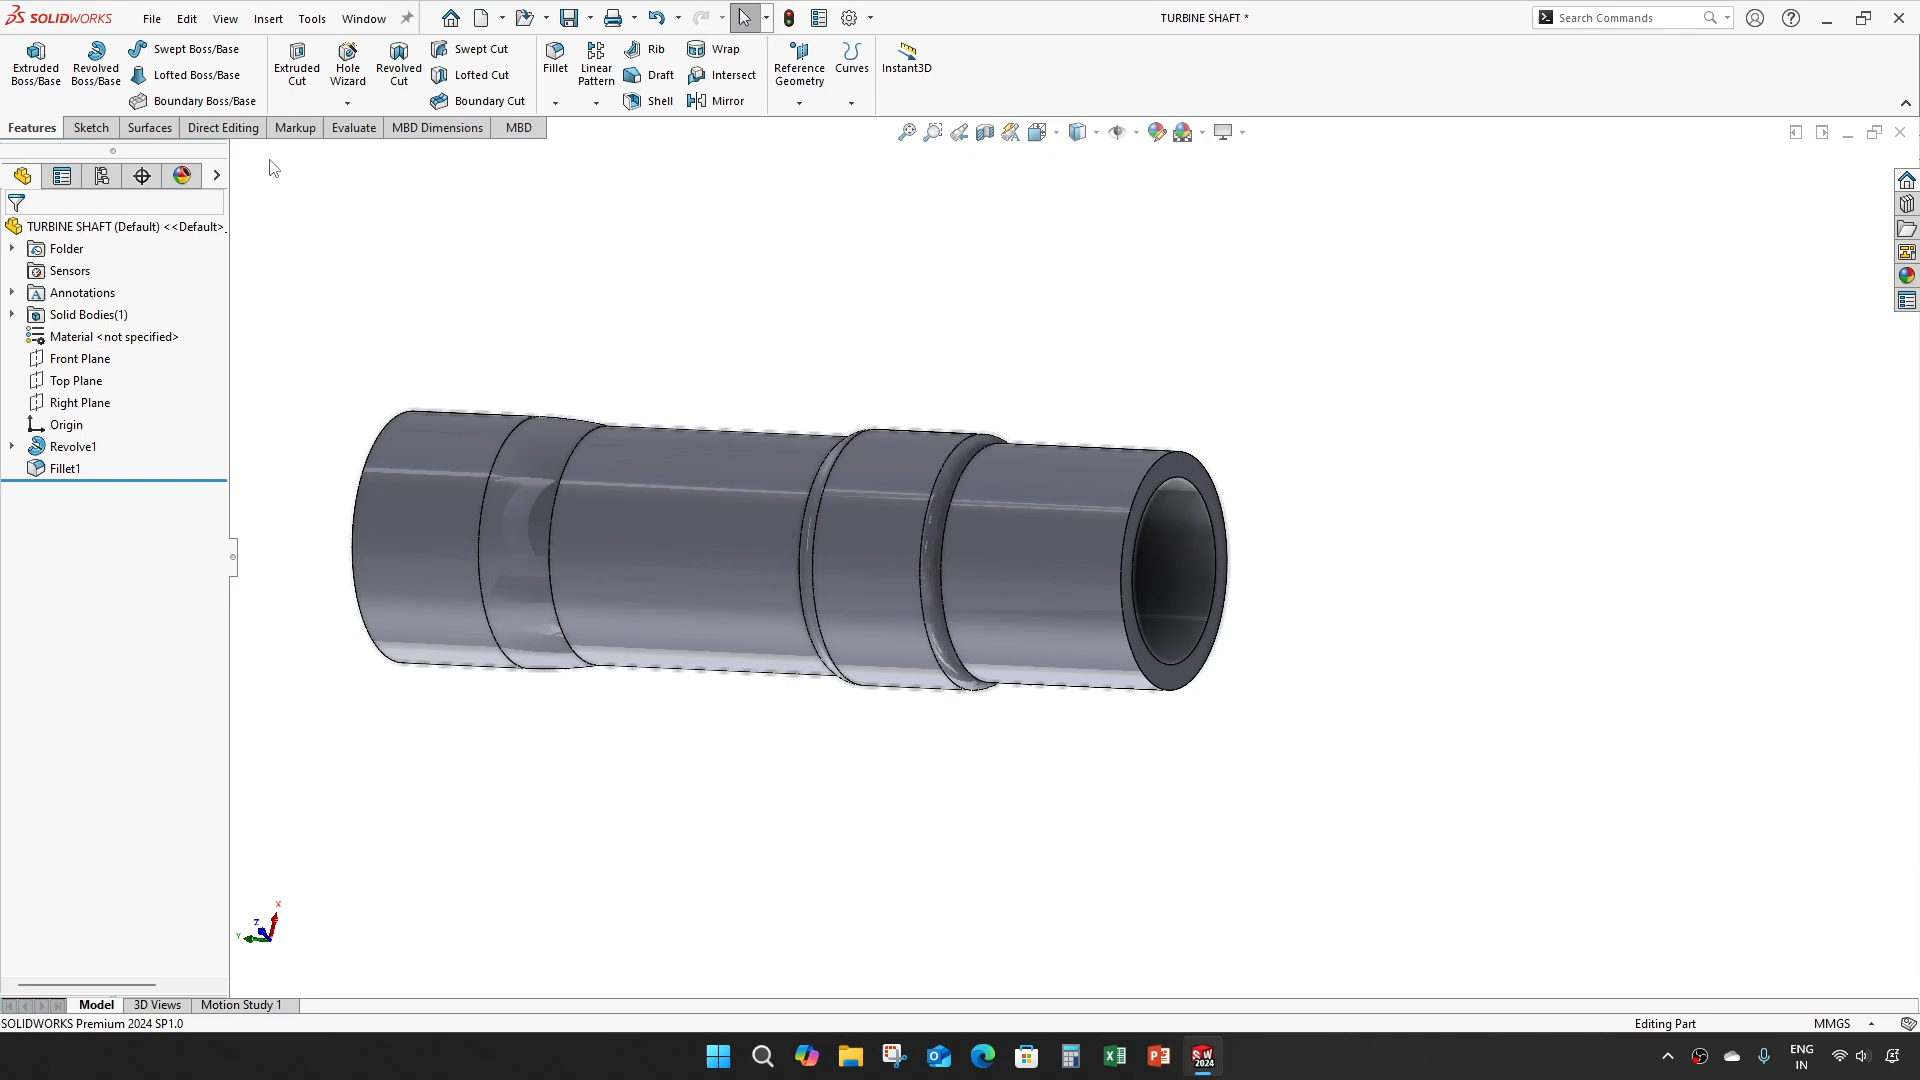 SOLIDWORKS File Edit View Insert Tools Window TURBINE SHAFT * Search Commands
Extruded Boss/Base Revolved Boss/Base Swept Boss/Base Extruded Cut Hole Wizard Revolved Cut Swept Cut Fillet Linear Pattern Rib Wrap Reference Geometry Curves Instant3D
Lofted Boss/Base Lofted Cut Draft Intersect
Boundary Boss/Base Boundary Cut Shell Mirror
Features Sketch Surfaces Direct Editing Markup Evaluate MBD Dimensions MBD
TURBINE SHAFT (Default) <<Default>_
Folder
Sensors
Annotations
Solid Bodies(1)
Material <not specified>
Front Plane
Top Plane
Right Plane
Origin
Revolve1
Fillet1
X
Z
Y
Model 3D Views Motion Study 1
SOLIDWORKS Premium 2024 SP1.0 Editing Part MMGS
SW 2024
ENG
IN